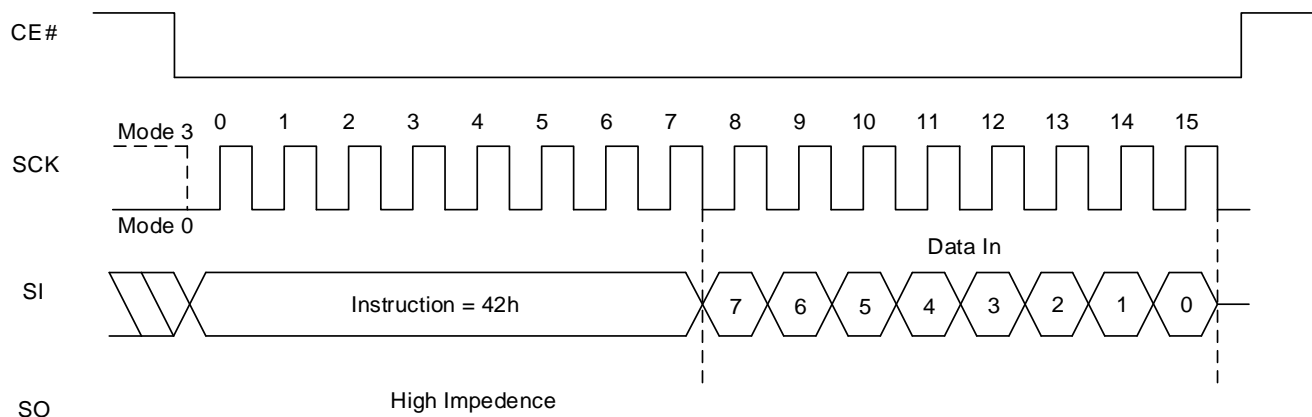 CE#
Mode 3
0 1 2 3 4 5 6 7 8 9 10 11 12 13 14 15
SCK
Mode 0
Data In
SI
Instruction = 42h
7 6 5 4 3 2 1 0
High Impedence
SO